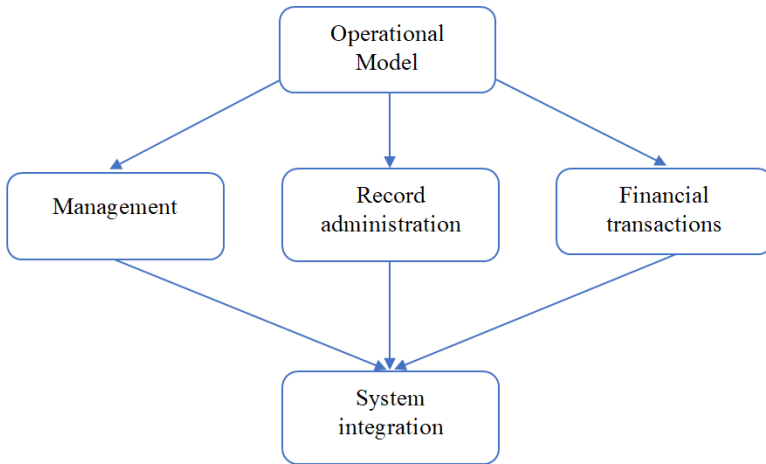 Operational
Model
Management
Record
administration
Financial
transactions
System
integration